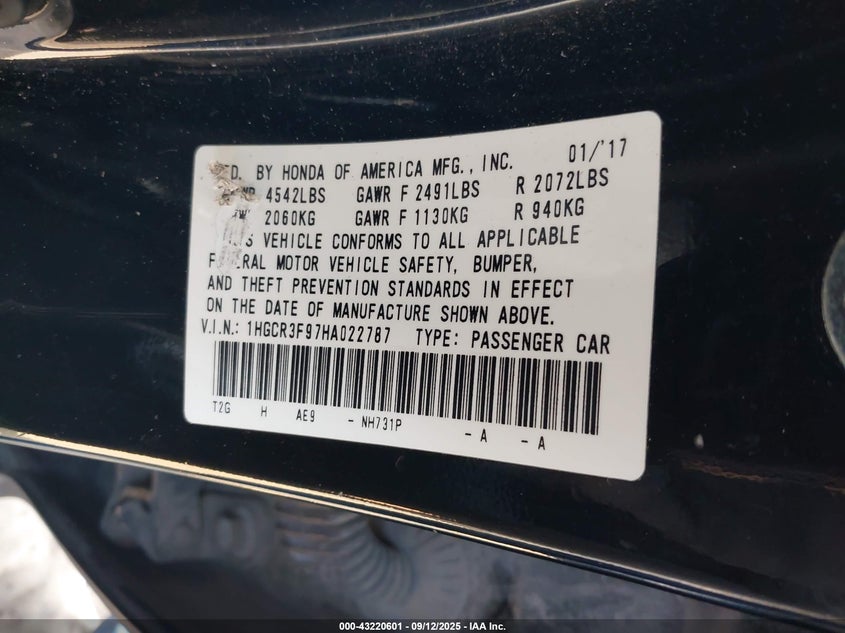 BY HONDA OF AMERICA MFG., INC. 01/'17
4542LBS GAWR F 2491LBS R 2072LBS
2060KG GAWR F 1130KG R 940KG
VEHICLE CONFORMS TO ALL APPLICABLE
MOTOR VEHICLE SAFETY, BUMPER,
AND THEFT PREVENTION STANDARDS IN EFFECT
ON THE DATE OF MANUFACTURE SHOWN ABOVE.
V.I.N.: 1HGCR3F97HA022787 TYPE: PASSENGER CAR
T2G H AE9 - NH731P - A - A
000-43220601 - 09/12/2025 - IAA Inc.